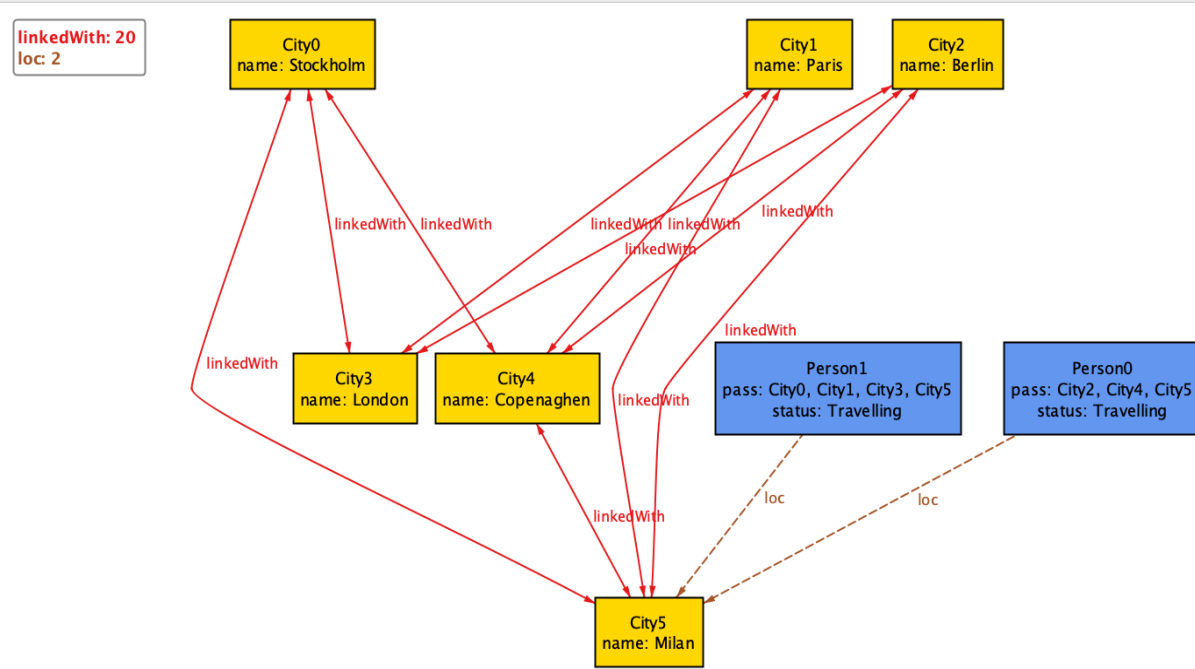 linkedWith: 20
loc: 2
City0
name: Stockholm
City1
name: Paris
City2
name: Berlin
linkedWith
linkedWith
linkedWith
linkedWith
linkedWith
linkedWith
linkedWith
linkedWith
linkedWith
linkedWith
City3
name: London
City4
name: Copenaghen
Person1
pass: City0, City1, City3, City5
status: Travelling
Person0
pass: City2, City4, City5
status: Travelling
loc
loc
City5
name: Milan